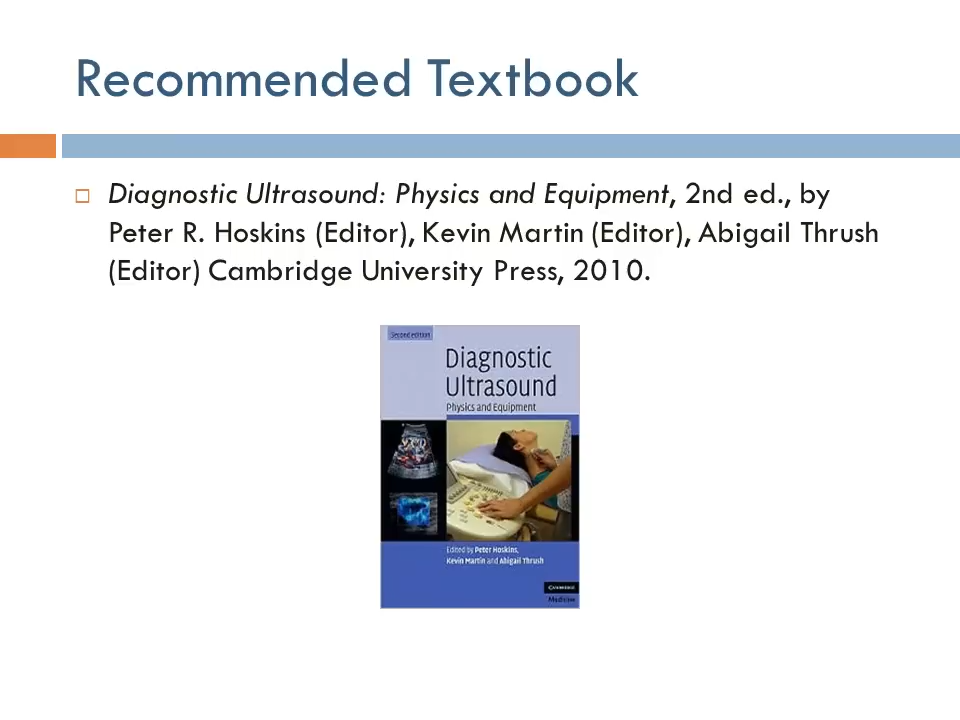 Recommended Textbook
Diagnostic Ultrasound: Physics and Equipment, 2nd ed., by
Peter R. Hoskins (Editor), Kevin Martin (Editor), Abigail Thrush
(Editor) Cambridge University Press, 2010.
Second edition
Diagnostic
Ultrasound
Physics and Equipment
Edited by Peter Hoskins,
Kevin Martin and Abigail Thrush
CAMBRIDGE
Medicine